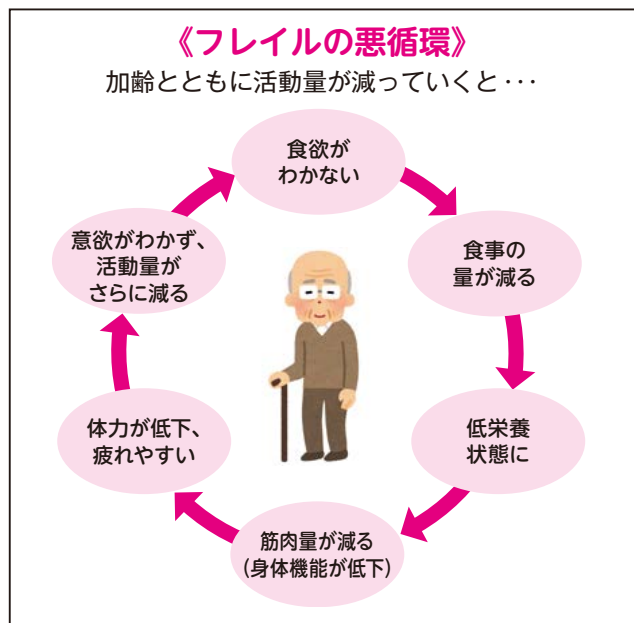 《フレイルの悪循環》
加齢とともに活動量が減っていくと・・・
食欲が
わかない
食事の
量が減る
低栄養
状態に
筋肉量が減る
(身体機能が低下)
体力が低下、
疲れやすい
意欲がわかず、
活動量が
さらに減る